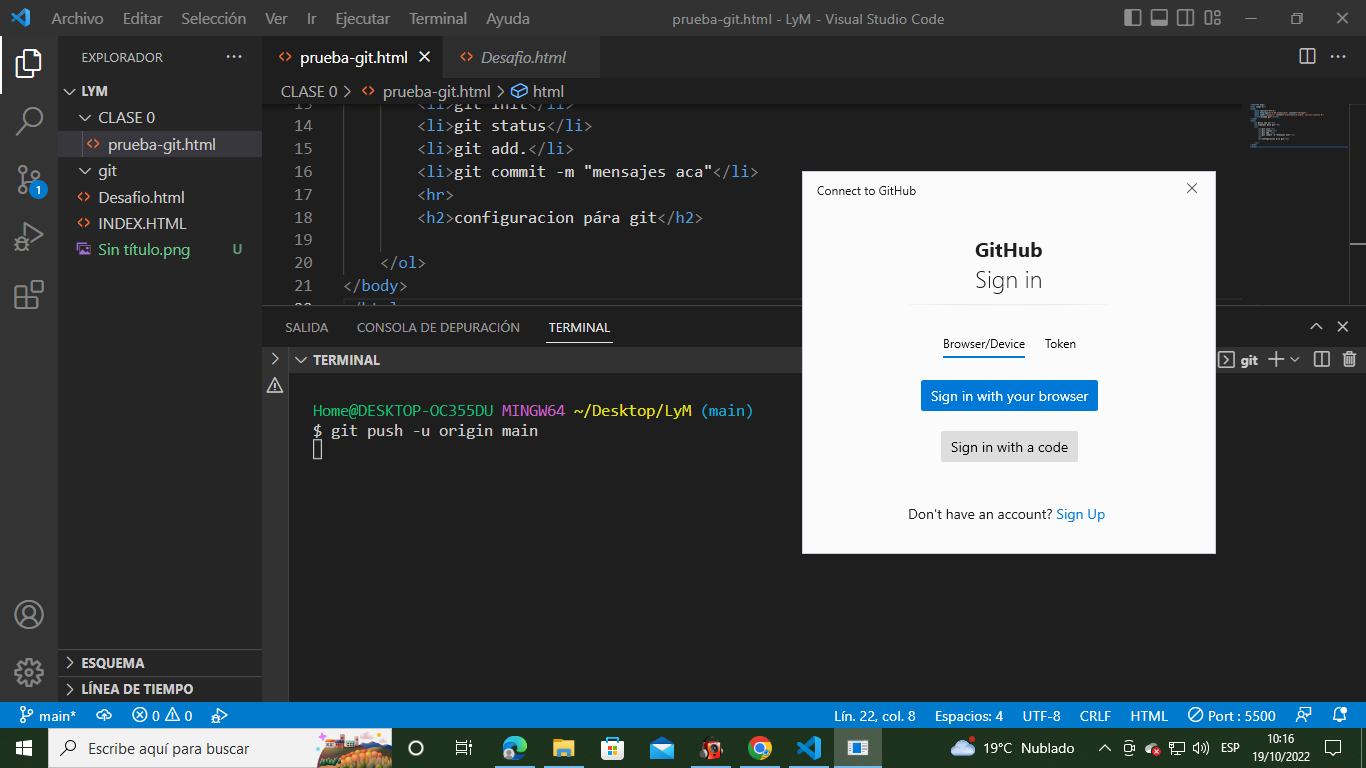 Archivo Editar Selección Ver Ir Ejecutar Terminal Ayuda
prueba-git.html - LyM - Visual Studio Code
EXPLORADOR
LYM
CLASE 0
prueba-git.html
git
Desafio.html
INDEX.HTML
Sin título.png U
1
ESQUEMA
LÍNEA DE TIEMPO
prueba-git.html
Desafio.html
CLASE 0 > prueba-git.html > html
13 <li>git init</li>
14 <li>git status</li>
15 <li>git add.</li>
16 <li>git commit -m "mensajes aca"</li>
17 <hr>
18 <h2>configuracion pára git</h2>
19
20 </ol>
21 </body>
SALIDA CONSOLA DE DEPURACIÓN TERMINAL
TERMINAL
git
Home@DESKTOP-OC355DU MINGW64 ~/Desktop/LyM (main)
$ git push -u origin main
Connect to GitHub
GitHub
Sign in
Browser/Device Token
Sign in with your browser
Sign in with a code
Don't have an account? Sign Up
main* 0 0
Lín. 22, col. 8 Espacios: 4 UTF-8 CRLF HTML Port : 5500
Escribe aquí para buscar
19°C Nublado
ESP
10:16
19/10/2022